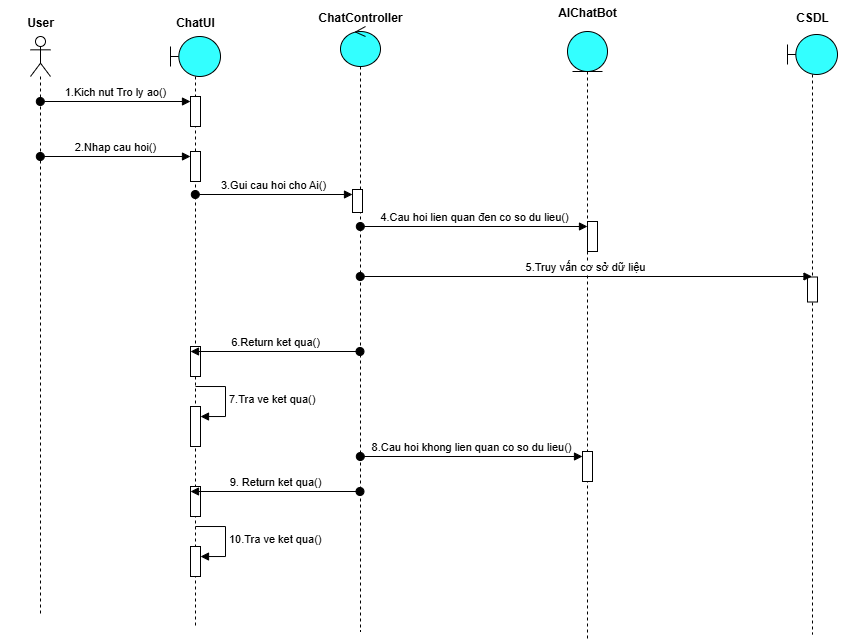 User
ChatUI
ChatController
AIChatBot
CSDL
1.Kich nut Tro ly ao()
2.Nhap cau hoi()
3.Gui cau hoi cho Ai()
4.Cau hoi lien quan đen co so du lieu()
5.Truy vấn cơ sở dữ liệu
6.Return ket qua()
7.Tra ve ket qua()
8.Cau hoi khong lien quan co so du lieu()
9. Return ket qua()
10.Tra ve ket qua()